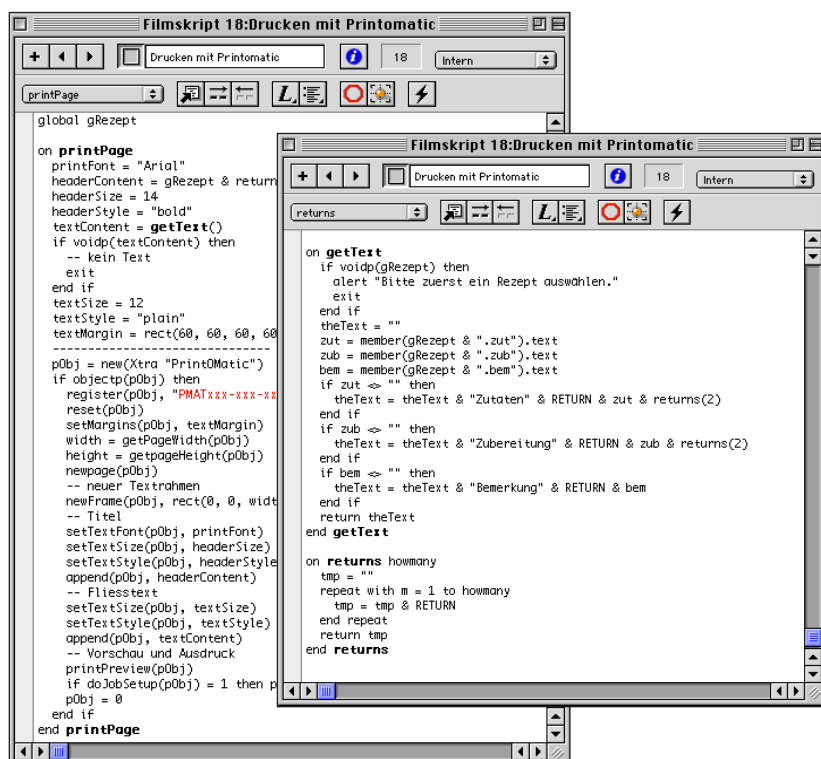 Filmskript 18:Drucken mit Printomatic
Drucken mit Printomatic
18
Intern
printPage
global gRezept
on printPage
printFont = "Arial"
headerContent = gRezept & return
headerSize = 14
headerStyle = "bold"
textContent = getText()
if voidp(textContent) then
-- kein Text
exit
end if
textSize = 12
textStyle = "plain"
textMargin = rect(60, 60, 60, 60
------------------------------
pObj = new(Xtra "PrintOMatic")
if objectp(pObj) then
register(pObj, "PMATxxx-xxx-xx
reset(pObj)
setMargins(pObj, textMargin)
width = getPageWidth(pObj)
height = getpageHeight(pObj)
newpage(pObj)
-- neuer Textrahmen
newFrame(pObj, rect(0, 0, widt
-- Titel
setTextFont(pObj, printFont)
setTextSize(pObj, headerSize)
setTextStyle(pObj, headerStyle
append(pObj, headerContent)
-- Fliesstext
setTextSize(pObj, textSize)
setTextStyle(pObj, textStyle)
append(pObj, textContent)
-- Vorschau und Ausdruck
printPreview(pObj)
if doJobSetup(pObj) = 1 then p
pObj = 0
end if
end printPage
Filmskript 18:Drucken mit Printomatic
Drucken mit Printomatic
18
Intern
returns
on getText
if voidp(gRezept) then
alert "Bitte zuerst ein Rezept auswählen."
exit
end if
theText = ""
zut = member(gRezept & ".zut").text
zub = member(gRezept & ".zub").text
bem = member(gRezept & ".bem").text
if zut <> "" then
theText = theText & "Zutaten" & RETURN & zut & returns(2)
end if
if zub <> "" then
theText = theText & "Zubereitung" & RETURN & zub & returns(2)
end if
if bem <> "" then
theText = theText & "Bemerkung" & RETURN & bem
end if
return theText
end getText
on returns howmany
tmp = ""
repeat with m = 1 to howmany
tmp = tmp & RETURN
end repeat
return tmp
end returns